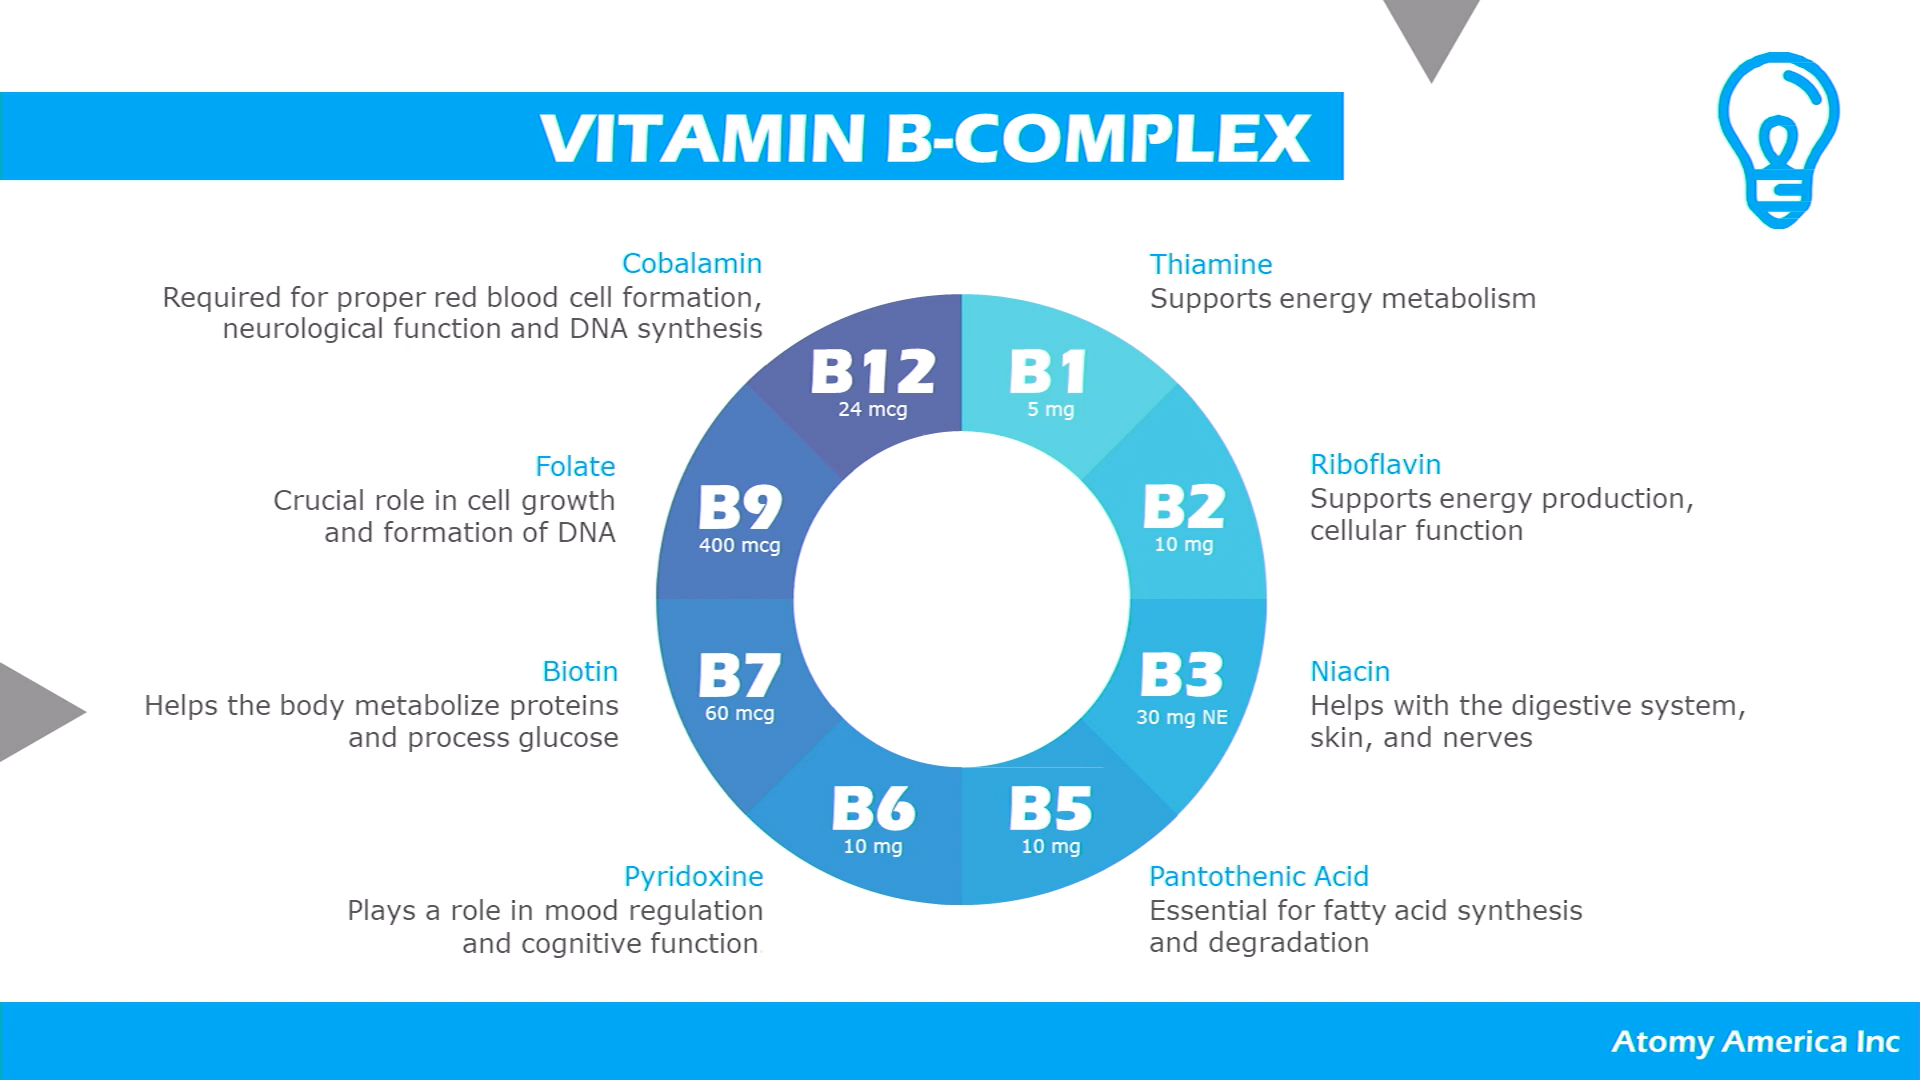 VITAMIN B-COMPLEX
Cobalamin
Required for proper red blood cell formation,
neurological function and DNA synthesis
Thiamine
Supports energy metabolism
B12
24 mcg
B1
5 mg
Folate
Crucial role in cell growth
and formation of DNA
B9
400 mcg
B2
10 mg
Riboflavin
Supports energy production,
cellular function
Biotin
Helps the body metabolize proteins
and process glucose
B7
60 mcg
B3
30 mg NE
Niacin
Helps with the digestive system,
skin, and nerves
B6
10 mg
B5
10 mg
Pyridoxine
Plays a role in mood regulation
and cognitive function.
Pantothenic Acid
Essential for fatty acid synthesis
and degradation
Atomy America Inc